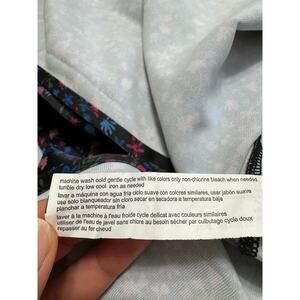 machine wash cold gentle cycle with like colors only non-chlorine bleach when needed
tumble dry low cool iron as needed
lavar a máquina con agua fría ciclo suave con colores similares, usar jabón suave
use solo blanqueador sin cloro secar en secadora a temperatura baja
planchar a temperatura fría
laver à la machine à l'eau froide cycle délicat avec couleurs similaires
utiliser de l'eau de javel sans chlore au besoin sécher par culbutage cycle doux
repasser au fer chaud